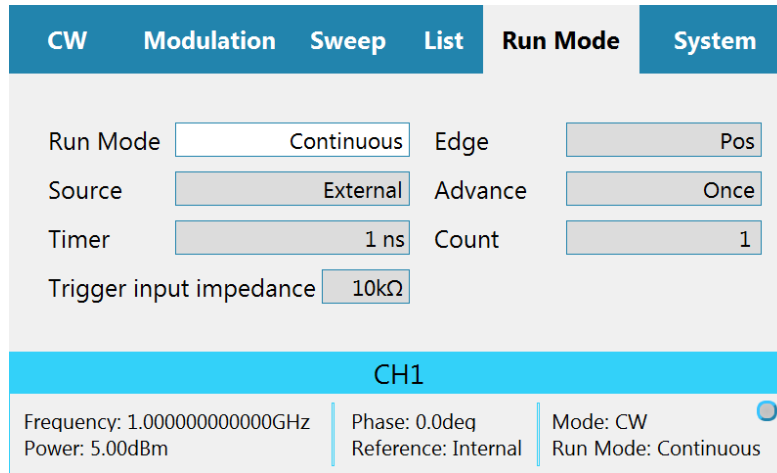 CW Modulation Sweep List Run Mode System
Run Mode Continuous Edge Pos
Source External Advance Once
Timer 1 ns Count 1
Trigger input impedance 10kΩ
CH1
Frequency: 1.000000000000GHz Phase: 0.0deg Mode: CW
Power: 5.00dBm Reference: Internal Run Mode: Continuous